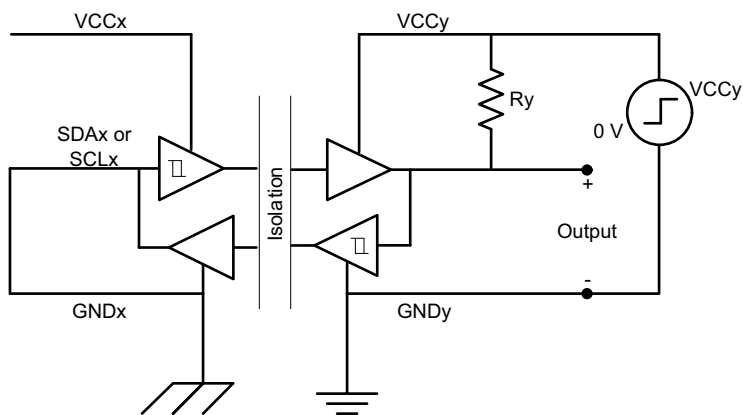 VCCx
VCCy
VCCy
Ry
0 V
SDAx or
SCLx
Isolation
+
Output
-
GNDx
GNDy